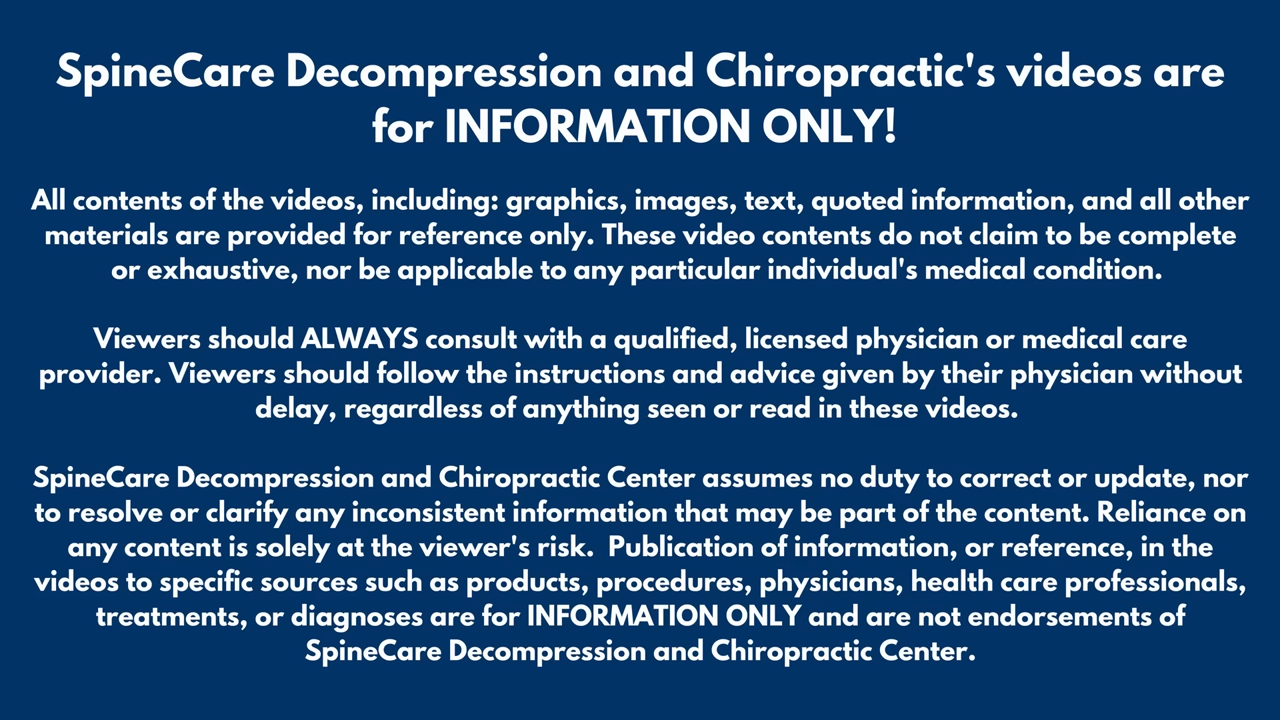 SpineCare Decompression and Chiropractic's videos are
for INFORMATION ONLY!
All contents of the videos, including: graphics, images, text, quoted information, and all other
materials are provided for reference only. These video contents do not claim to be complete
or exhaustive, nor be applicable to any particular individual's medical condition.
Viewers should ALWAYS consult with a qualified, licensed physician or medical care
provider. Viewers should follow the instructions and advice given by their physician without
delay, regardless of anything seen or read in these videos.
SpineCare Decompression and Chiropractic Center assumes no duty to correct or update, nor
to resolve or clarify any inconsistent information that may be part of the content. Reliance on
any content is solely at the viewer's risk.  Publication of information, or reference, in the
videos to specific sources such as products, procedures, physicians, health care professionals,
treatments, or diagnoses are for INFORMATION ONLY and are not endorsements of
SpineCare Decompression and Chiropractic Center.